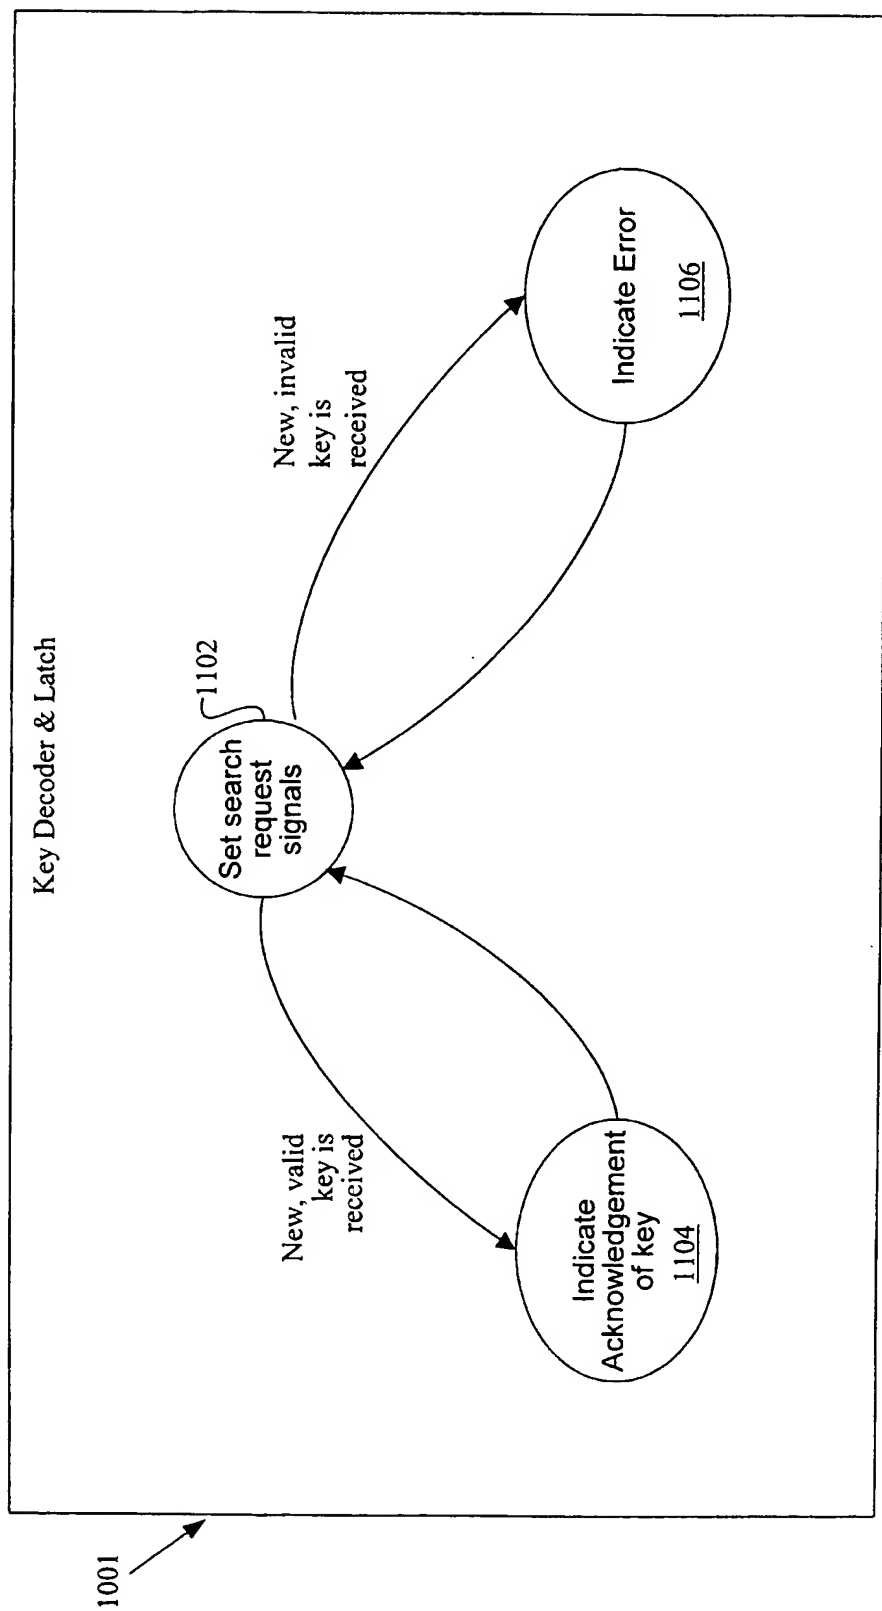 Key Decoder & Latch
1102
Set search
request
signals
New, valid
key is
received
New, invalid
key is
received
Indicate
Acknowledgement
of key
1104
Indicate Error
1106
1001